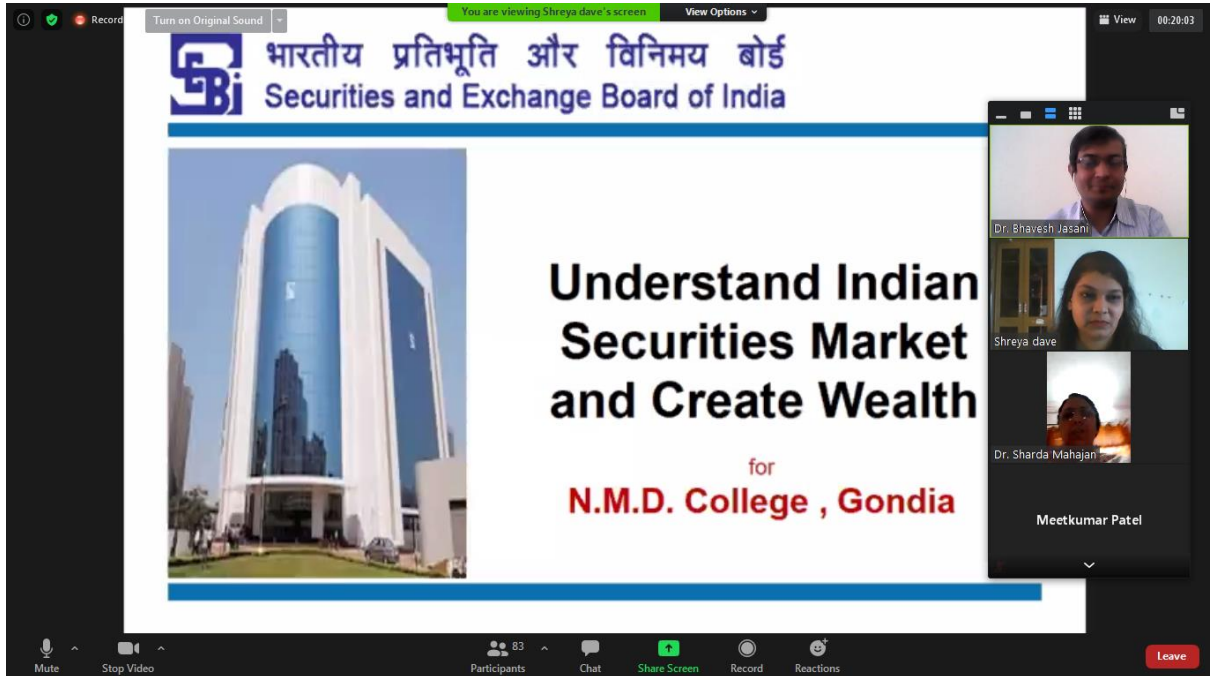 Record
Turn on Original Sound
You are viewing Shreya dave's screen
View Options
View
00:20:03
SEBI
भारतीय प्रतिभूति और विनिमय बोर्ड
Securities and Exchange Board of India
Understand Indian
Securities Market
and Create Wealth
for
N.M.D. College , Gondia
Dr. Bhavesh Jasani
Shreya dave
Dr. Sharda Mahajan
Meetkumar Patel
Mute
Stop Video
83
Participants
Chat
Share Screen
Record
Reactions
Leave